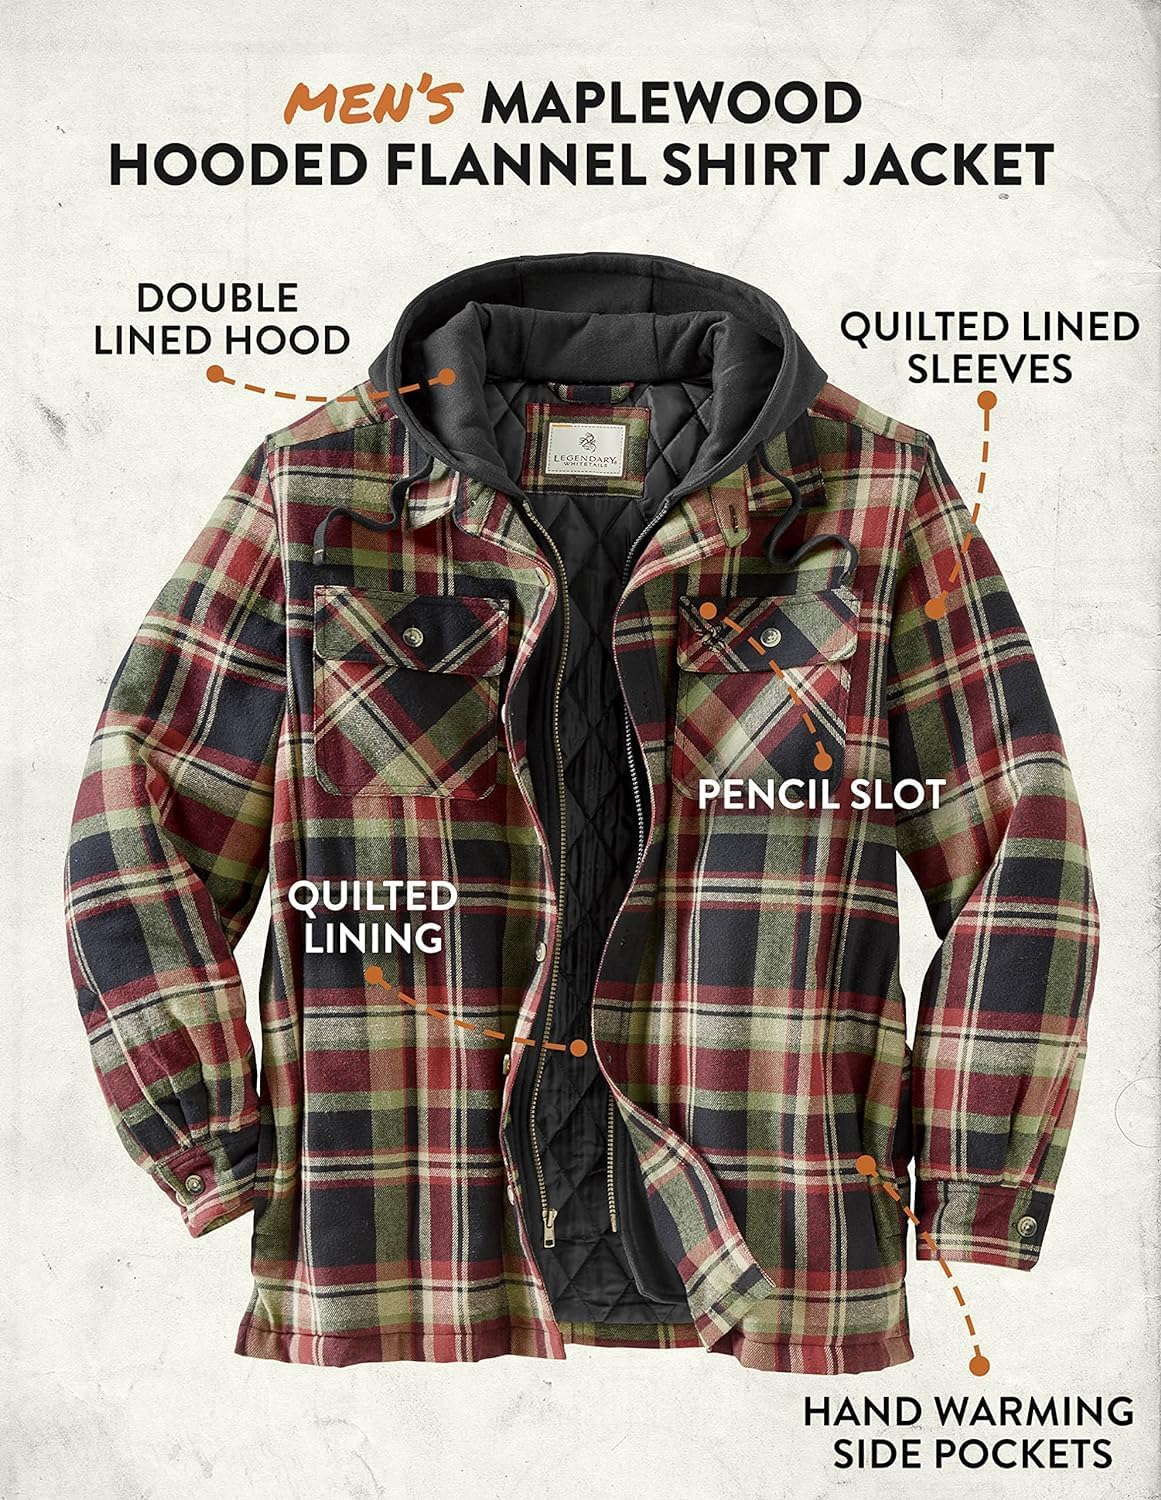 MEN'S MAPLEWOOD
HOODED FLANNEL SHIRT JACKET
DOUBLE
LINED HOOD
QUILTED LINED
SLEEVES
LEGENDARY
WHITETAILS
PENCIL SLOT
QUILTED
LINING
HAND WARMING
SIDE POCKETS